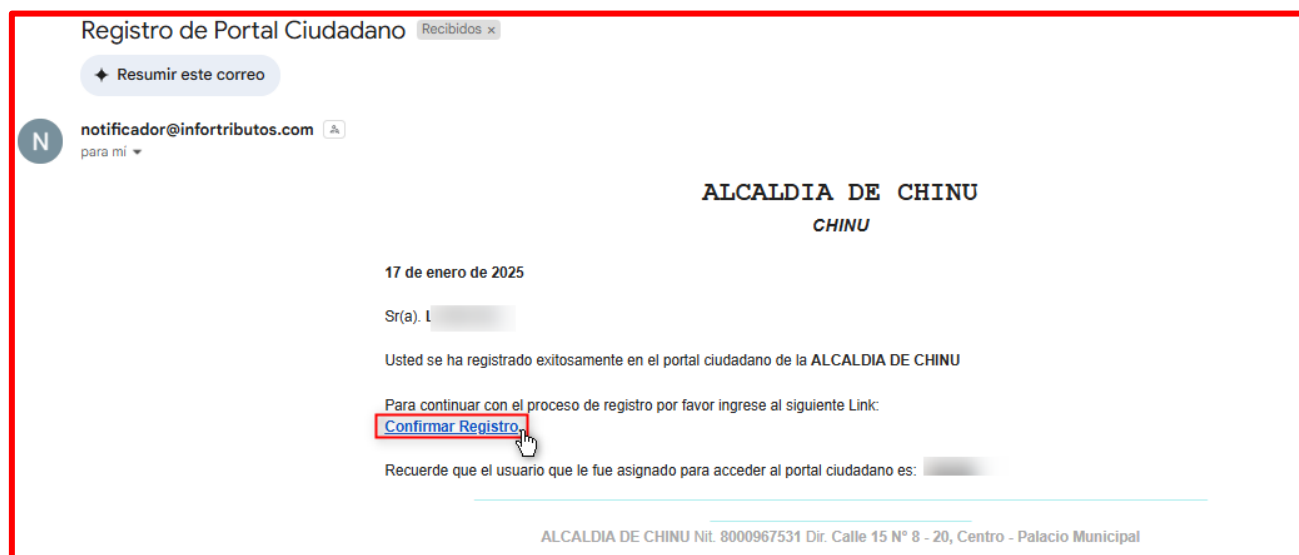 Registro de Portal Ciudadano Recibidos x
Resumir este correo
N
notificador@infortributos.com
para mí
ALCALDIA DE CHINU
CHINU
17 de enero de 2025
Sr(a).
Usted se ha registrado exitosamente en el portal ciudadano de la ALCALDIA DE CHINU
Para continuar con el proceso de registro por favor ingrese al siguiente Link:
Confirmar Registro
Recuerde que el usuario que le fue asignado para acceder al portal ciudadano es:
ALCALDIA DE CHINU Nit. 8000967531 Dir. Calle 15 N° 8 - 20, Centro - Palacio Municipal